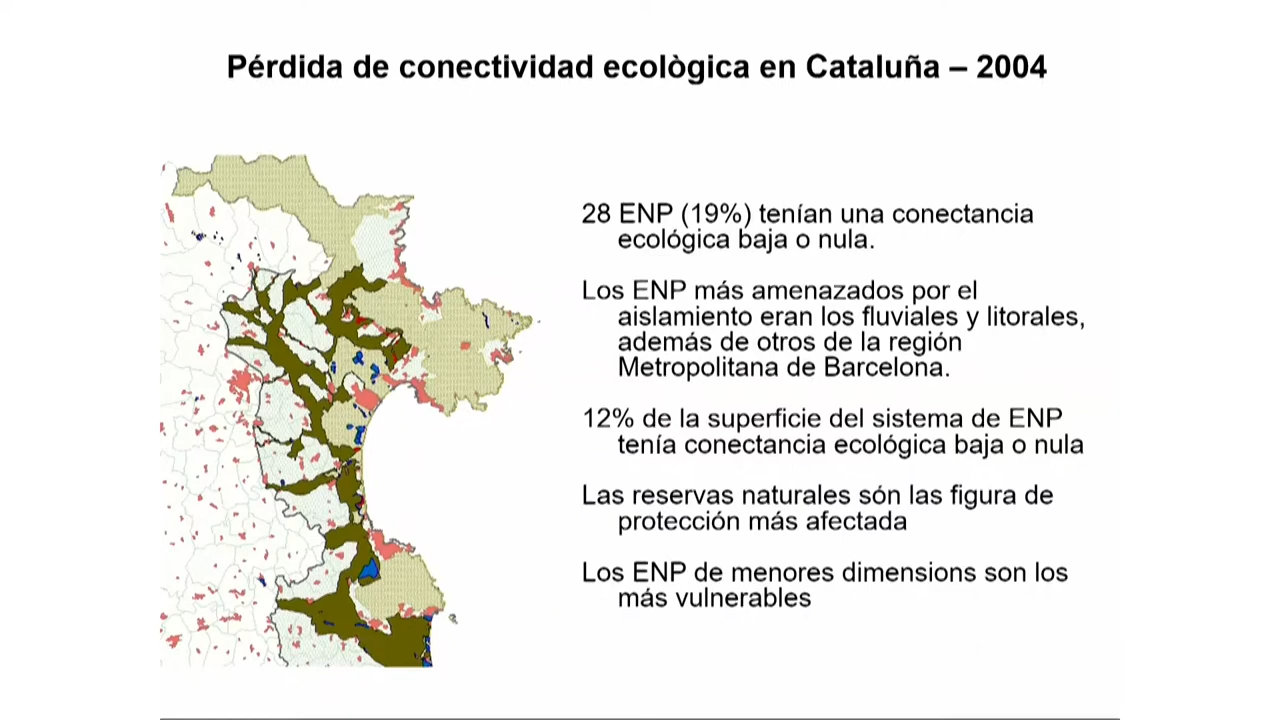 Pérdida de conectividad ecològica en Cataluña – 2004
28 ENP (19%) tenían una conectancia
ecológica baja o nula.
Los ENP más amenazados por el
aislamiento eran los fluviales y litorales,
además de otros de la región
Metropolitana de Barcelona.
12% de la superficie del sistema de ENP
tenía conectancia ecológica baja o nula
Las reservas naturales són las figura de
protección más afectada
Los ENP de menores dimensions son los
más vulnerables